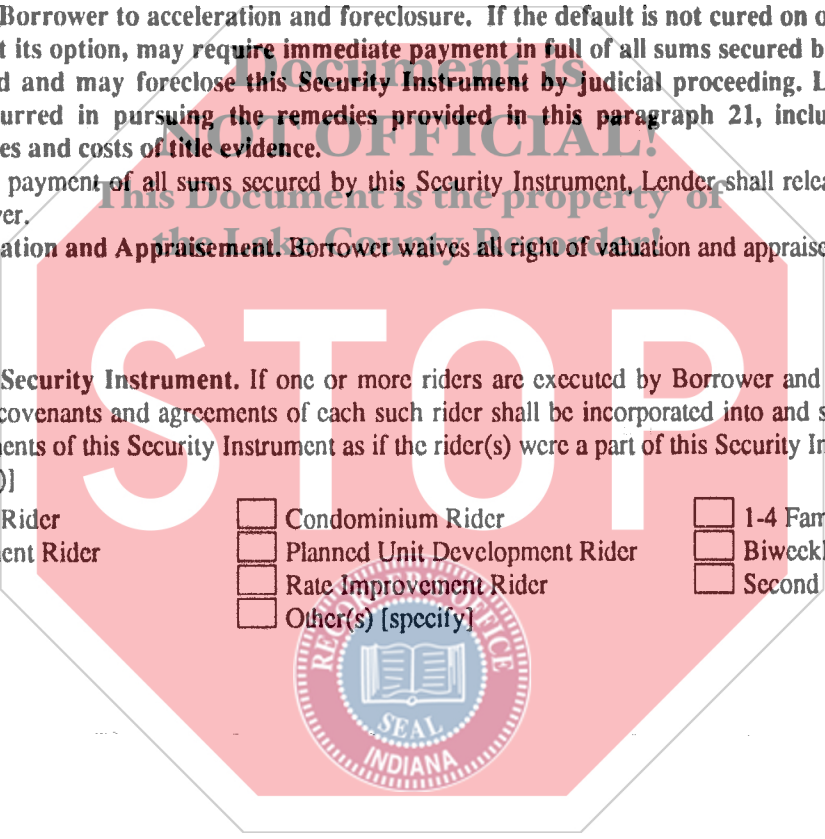 Borrower to acceleration and foreclosure. If the default is not cured on o
t its option, may require immediate payment in full of all sums secured b
d and may foreclose this Security Instrument by judicial proceeding. L
urred in pursuing the remedies provided in this paragraph 21, inclu
es and costs of title evidence.
payment of all sums secured by this Security Instrument, Lender shall relea
ver.
ation and Appraisement. Borrower waives all right of valuation and appraise
Document is
NOT OFFICIAL!
This Document is the property of
the Lake County Recorder!
STOP
Security Instrument. If one or more riders are executed by Borrower and
covenants and agreements of each such rider shall be incorporated into and s
ents of this Security Instrument as if the rider(s) were a part of this Security In
)]
Rider
Condominium Rider
1-4 Fam
ent Rider
Planned Unit Development Rider
Biweekl
Rate Improvement Rider
Second
Other(s) [specify]
RECORDER'S OFFICE
SEAL
INDIANA